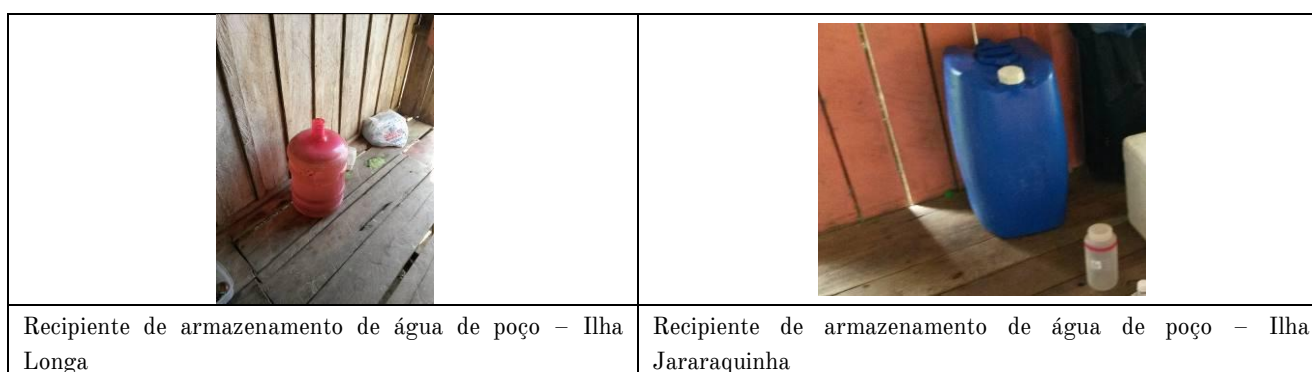 Recipiente de armazenamento de água de poço – Ilha
Longa
Recipiente de armazenamento de água de poço – Ilha
Jararaquinha